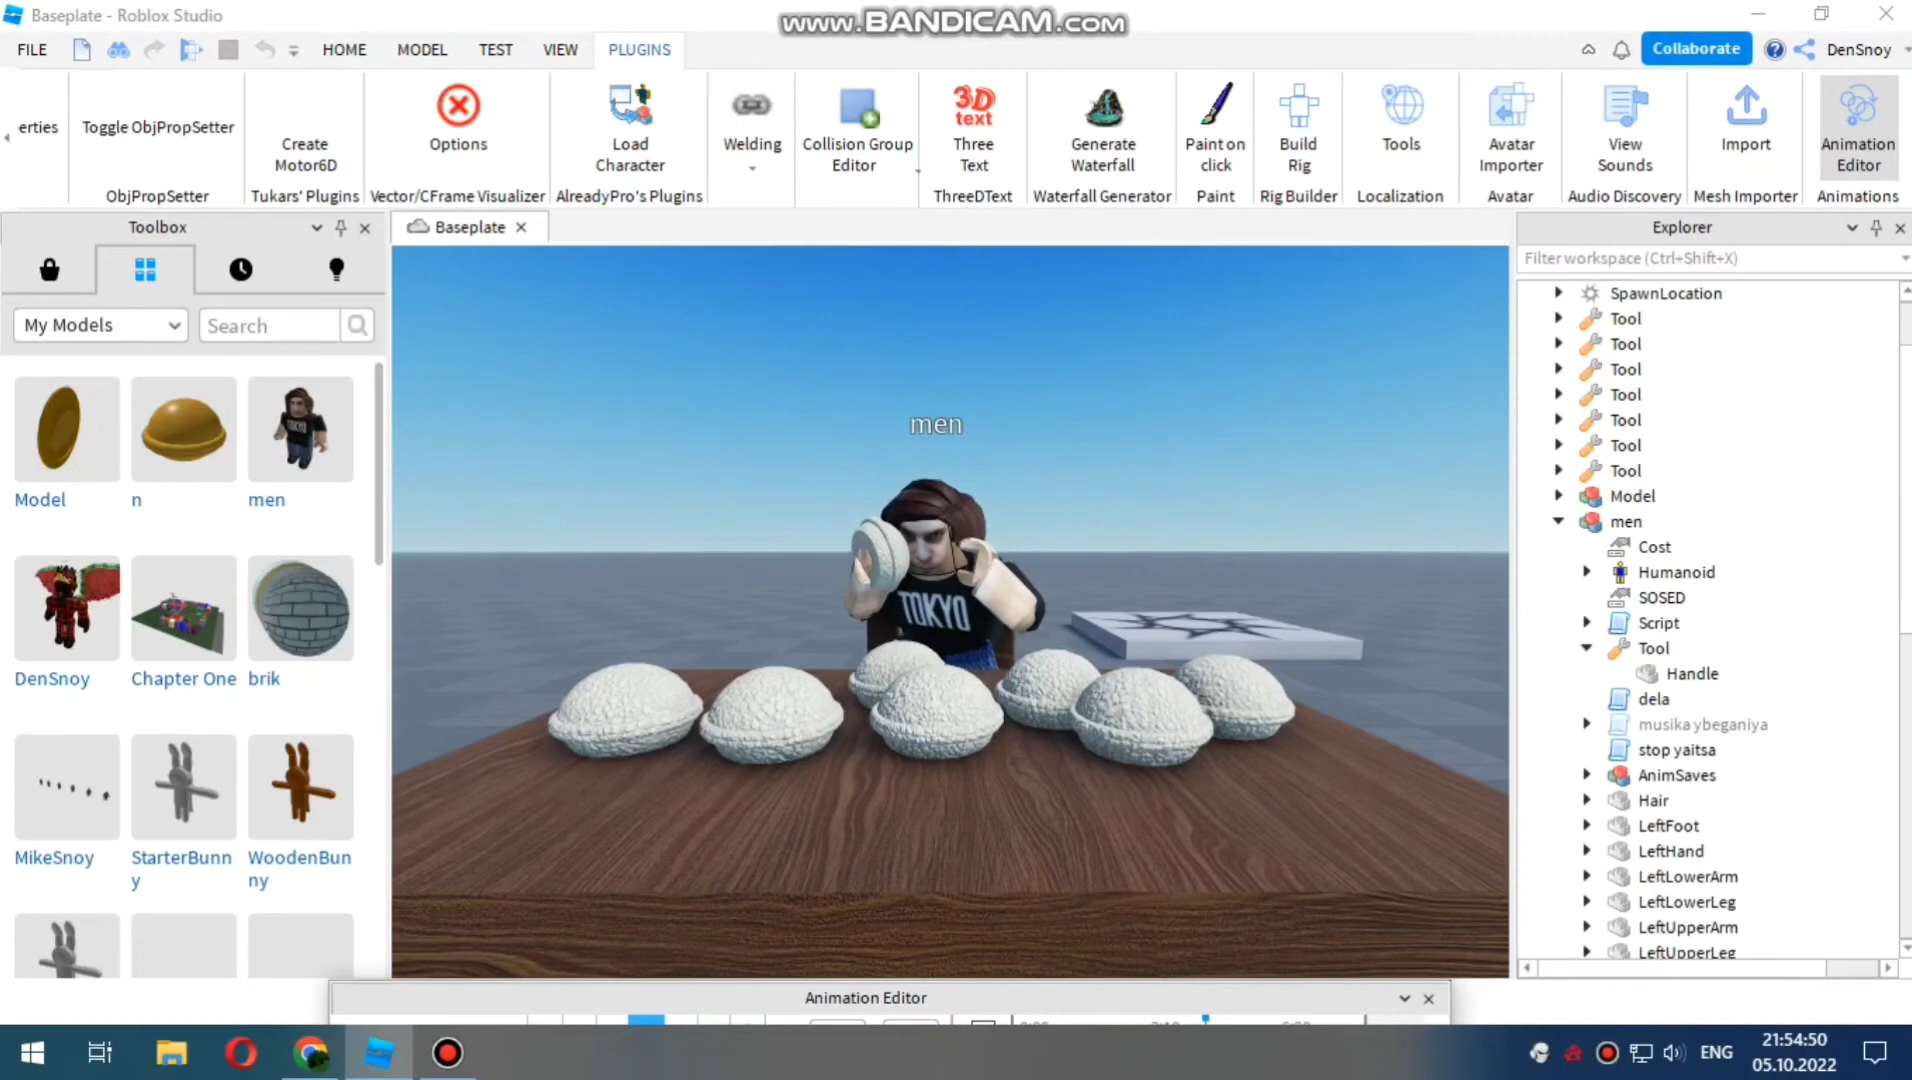 Baseplate - Roblox Studio
www.BANDICAM.com
FILE
HOME
MODEL
TEST
VIEW
PLUGINS
Collaborate
DenSnoy
erties
Toggle ObjPropSetter
ObjPropSetter
Create
Motor6D
Tukars' Plugins
Options
Vector/CFrame Visualizer
Load
Character
AlreadyPro's Plugins
Welding
Collision Group
Editor
3D
text
Three
Text
ThreeDText
Generate
Waterfall
Waterfall Generator
Paint on
click
Paint
Build
Rig
Rig Builder
Tools
Localization
Avatar
Importer
Avatar
View
Sounds
Audio Discovery
Import
Mesh Importer
Animation
Editor
Animations
Toolbox
Baseplate
Explorer
My Models
Search
Filter workspace (Ctrl+Shift+X)
Model
n
men
DenSnoy
Chapter One
brik
MikeSnoy
StarterBunn
y
WoodenBun
ny
men
TOKYO
TOKYO
SpawnLocation
Tool
Tool
Tool
Tool
Tool
Tool
Tool
Model
men
Cost
Humanoid
SOSED
Script
Tool
Handle
dela
musika ybeganiya
stop yaitsa
AnimSaves
Hair
LeftFoot
LeftHand
LeftLowerArm
LeftLowerLeg
LeftUpperArm
LeftUpperLeg
Animation Editor
ENG
21:54:50
05.10.2022